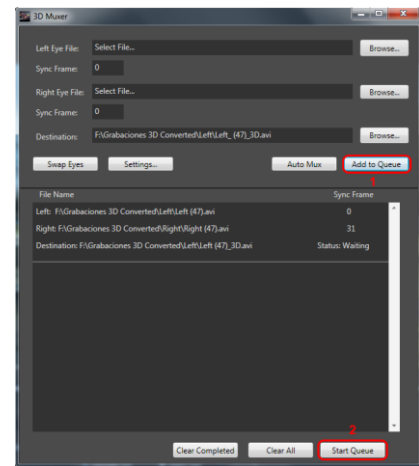 3D Muxer
Left Eye File: Select File... Browse...
Sync Frame: 0
Right Eye File: Select File... Browse...
Sync Frame: 0
Destination: F:\Grabaciones 3D Converted\Left\Left_ (47)_3D.avi Browse...
Swap Eyes Settings... Auto Mux Add to Queue
1
File Name Sync Frame
Left: F:\Grabaciones 3D Converted\Left\Left (47).avi 0
Right: F:\Grabaciones 3D Converted\Right\Right (47).avi 31
Destination: F:\Grabaciones 3D Converted\Left\Left (47)_3D.avi Status: Waiting
2
Clear Completed Clear All Start Queue